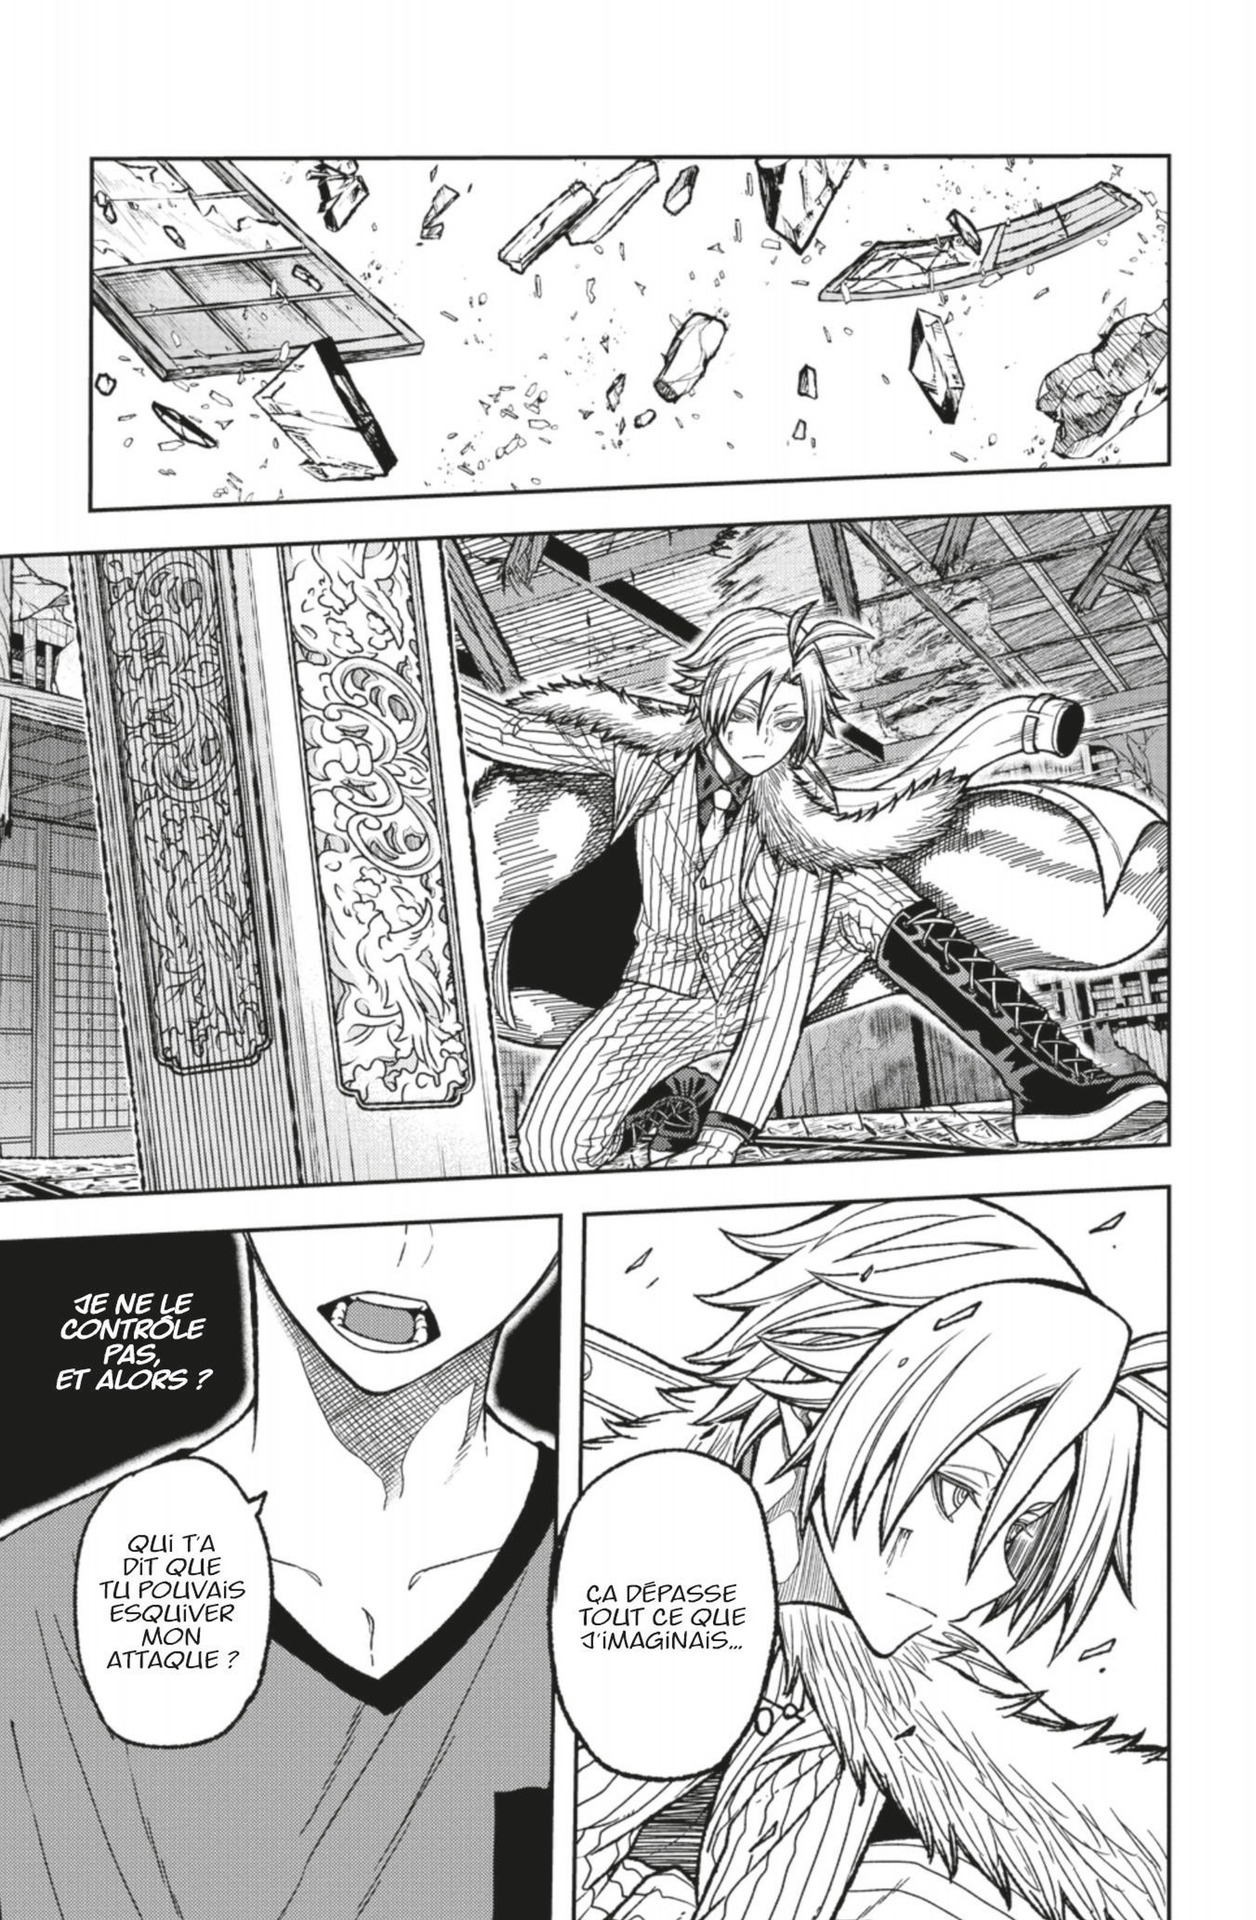 ÇA DÉPASSE
TOUT CE QUE
J'IMAGINAIS...
JE NE LE
CONTRÔLE
PAS,
ET ALORS ?
QUI T'A
DIT QUE
TU POUVAIS
ESQUIVER
MON
ATTAQUE ?